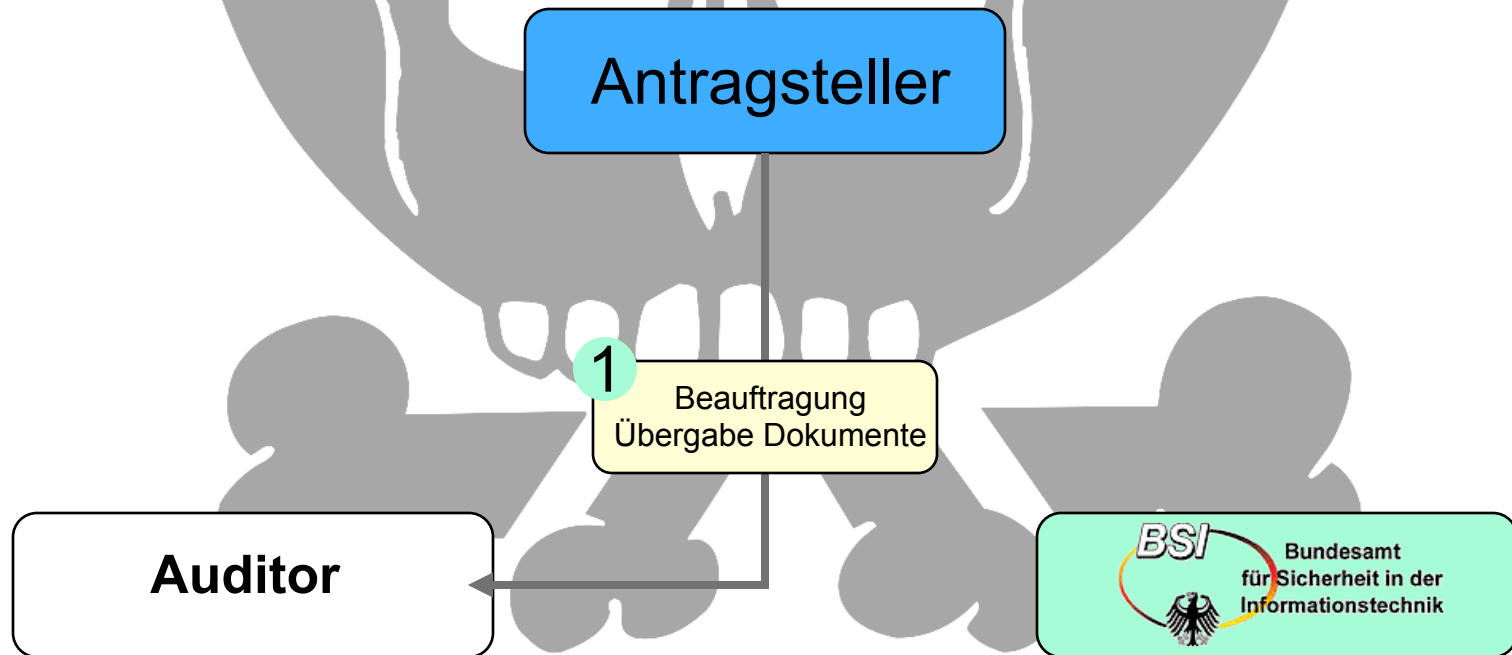 Antragsteller
1
Beauftragung
Übergabe Dokumente
Auditor
BSI
Bundesamt
für Sicherheit in der
Informationstechnik